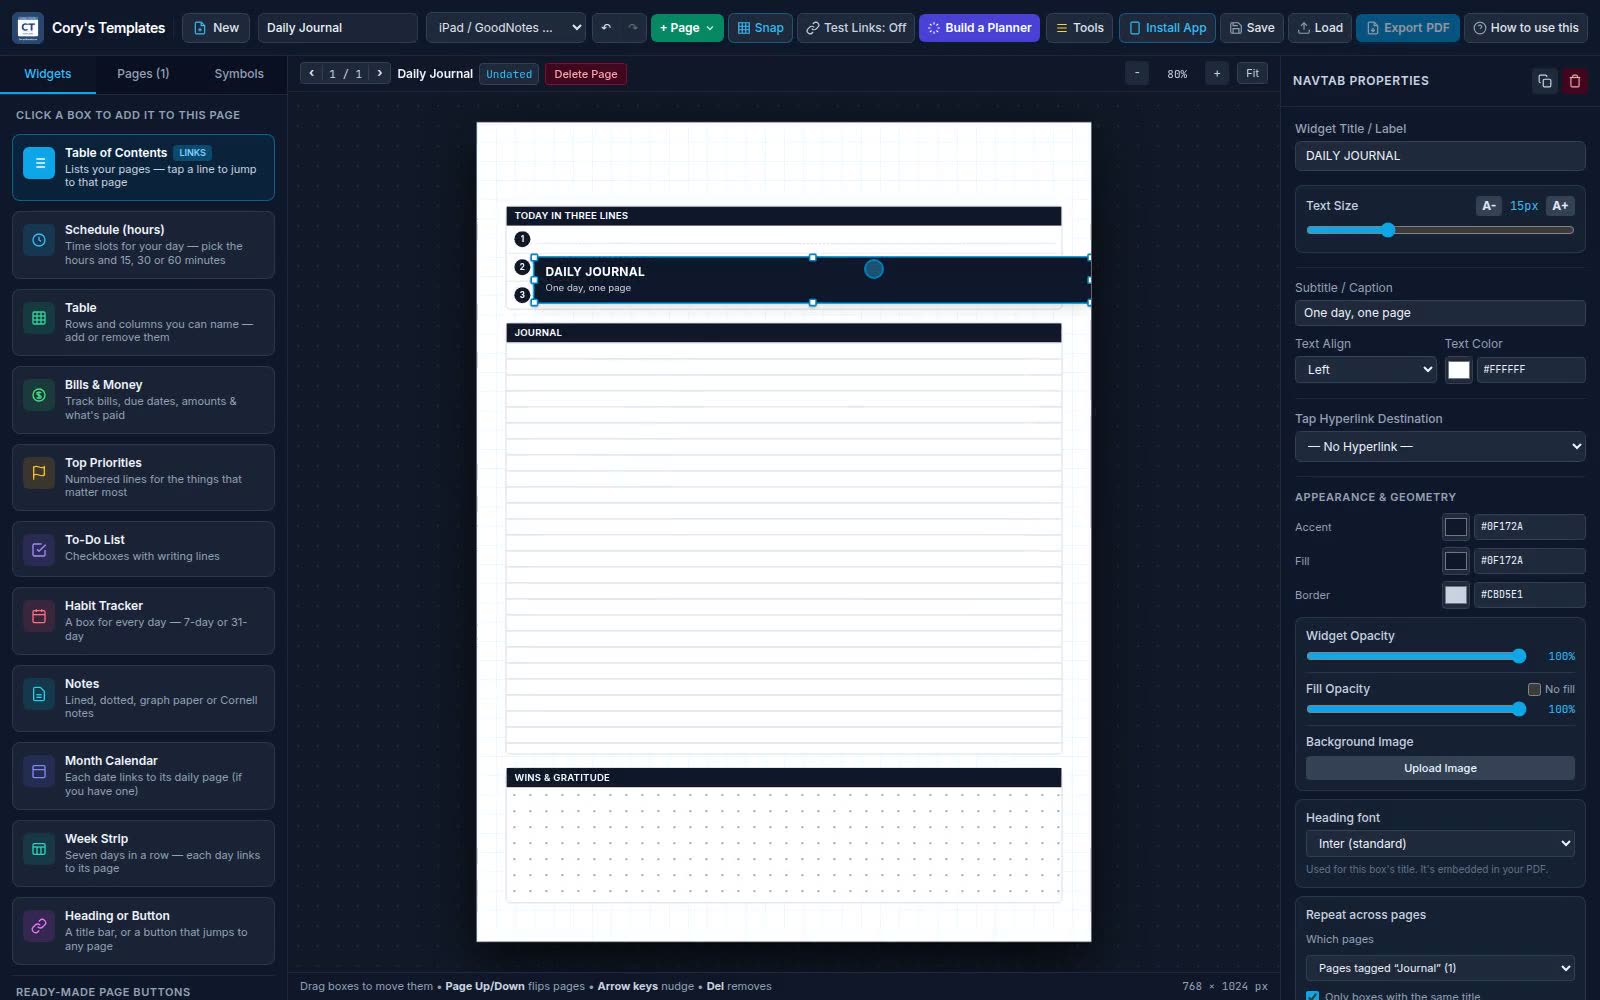 CT
Cory's Templates
New
Daily Journal
iPad / GoodNotes ...
+ Page
Snap
Test Links: Off
Build a Planner
Tools
Install App
Save
Load
Export PDF
How to use this
Widgets
Pages (1)
Symbols
CLICK A BOX TO ADD IT TO THIS PAGE
Table of Contents LINKS
Lists your pages — tap a line to jump
to that page
Schedule (hours)
Time slots for your day — pick the
hours and 15, 30 or 60 minutes
Table
Rows and columns you can name —
add or remove them
Bills & Money
Track bills, due dates, amounts &
what's paid
Top Priorities
Numbered lines for the things that
matter most
To-Do List
Checkboxes with writing lines
Habit Tracker
A box for every day — 7-day or 31-
day
Notes
Lined, dotted, graph paper or Cornell
notes
Month Calendar
Each date links to its daily page (if
you have one)
Week Strip
Seven days in a row — each day links
to its page
Heading or Button
A title bar, or a button that jumps to
any page
READY-MADE PAGE BUTTONS
1 / 1
Daily Journal
Undated
Delete Page
- 80% +
Fit
TODAY IN THREE LINES
1
2
3
DAILY JOURNAL
One day, one page
JOURNAL
WINS & GRATITUDE
Drag boxes to move them • Page Up/Down flips pages • Arrow keys nudge • Del removes
768 × 1024 px
NAVTAB PROPERTIES
Widget Title / Label
DAILY JOURNAL
Text Size
A- 15px A+
Subtitle / Caption
One day, one page
Text Align
Text Color
Left
#FFFFFF
Tap Hyperlink Destination
— No Hyperlink —
APPEARANCE & GEOMETRY
Accent
#0F172A
Fill
#0F172A
Border
#CBD5E1
Widget Opacity
100%
Fill Opacity
No fill
100%
Background Image
Upload Image
Heading font
Inter (standard)
Used for this box's title. It's embedded in your PDF.
Repeat across pages
Which pages
Pages tagged “Journal” (1)
Only boxes with the same title